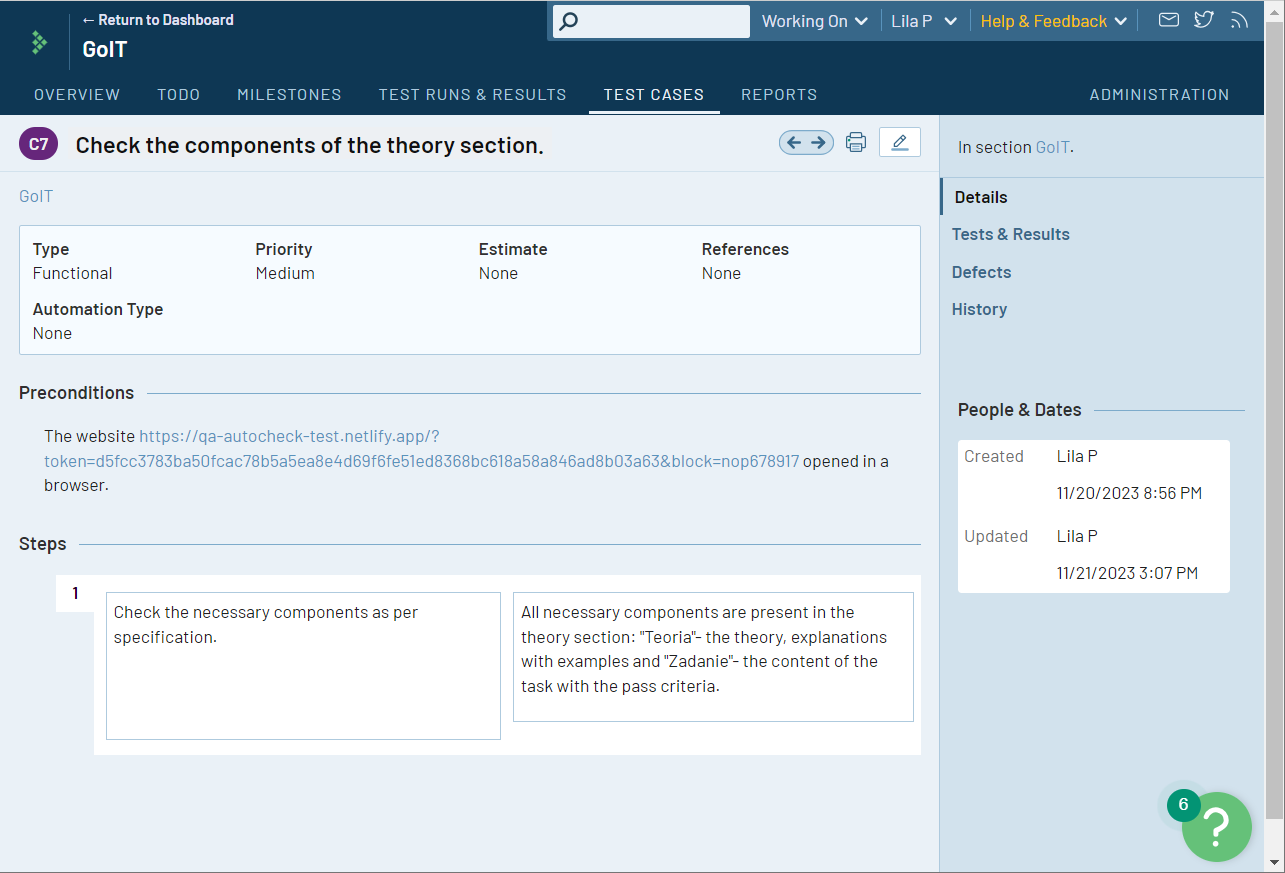 ← Return to Dashboard
GoIT
Working On
Lila P
Help & Feedback
OVERVIEW
TODO
MILESTONES
TEST RUNS & RESULTS
TEST CASES
REPORTS
ADMINISTRATION
C7
Check the components of the theory section.
GoIT
Type
Functional
Priority
Medium
Estimate
None
References
None
Automation Type
None
Preconditions
The website https://qa-autocheck-test.netlify.app/?
token=d5fcc3783ba50fcac78b5a5ea8e4d69f6fe51ed8368bc618a58a846ad8b03a63&block=nop678917 opened in a
browser.
Steps
1
Check the necessary components as per
specification.
All necessary components are present in the
theory section: "Teoria"- the theory, explanations
with examples and "Zadanie"- the content of the
task with the pass criteria.
In section GoIT.
Details
Tests & Results
Defects
History
People & Dates
Created
Lila P
11/20/2023 8:56 PM
Updated
Lila P
11/21/2023 3:07 PM
6
?